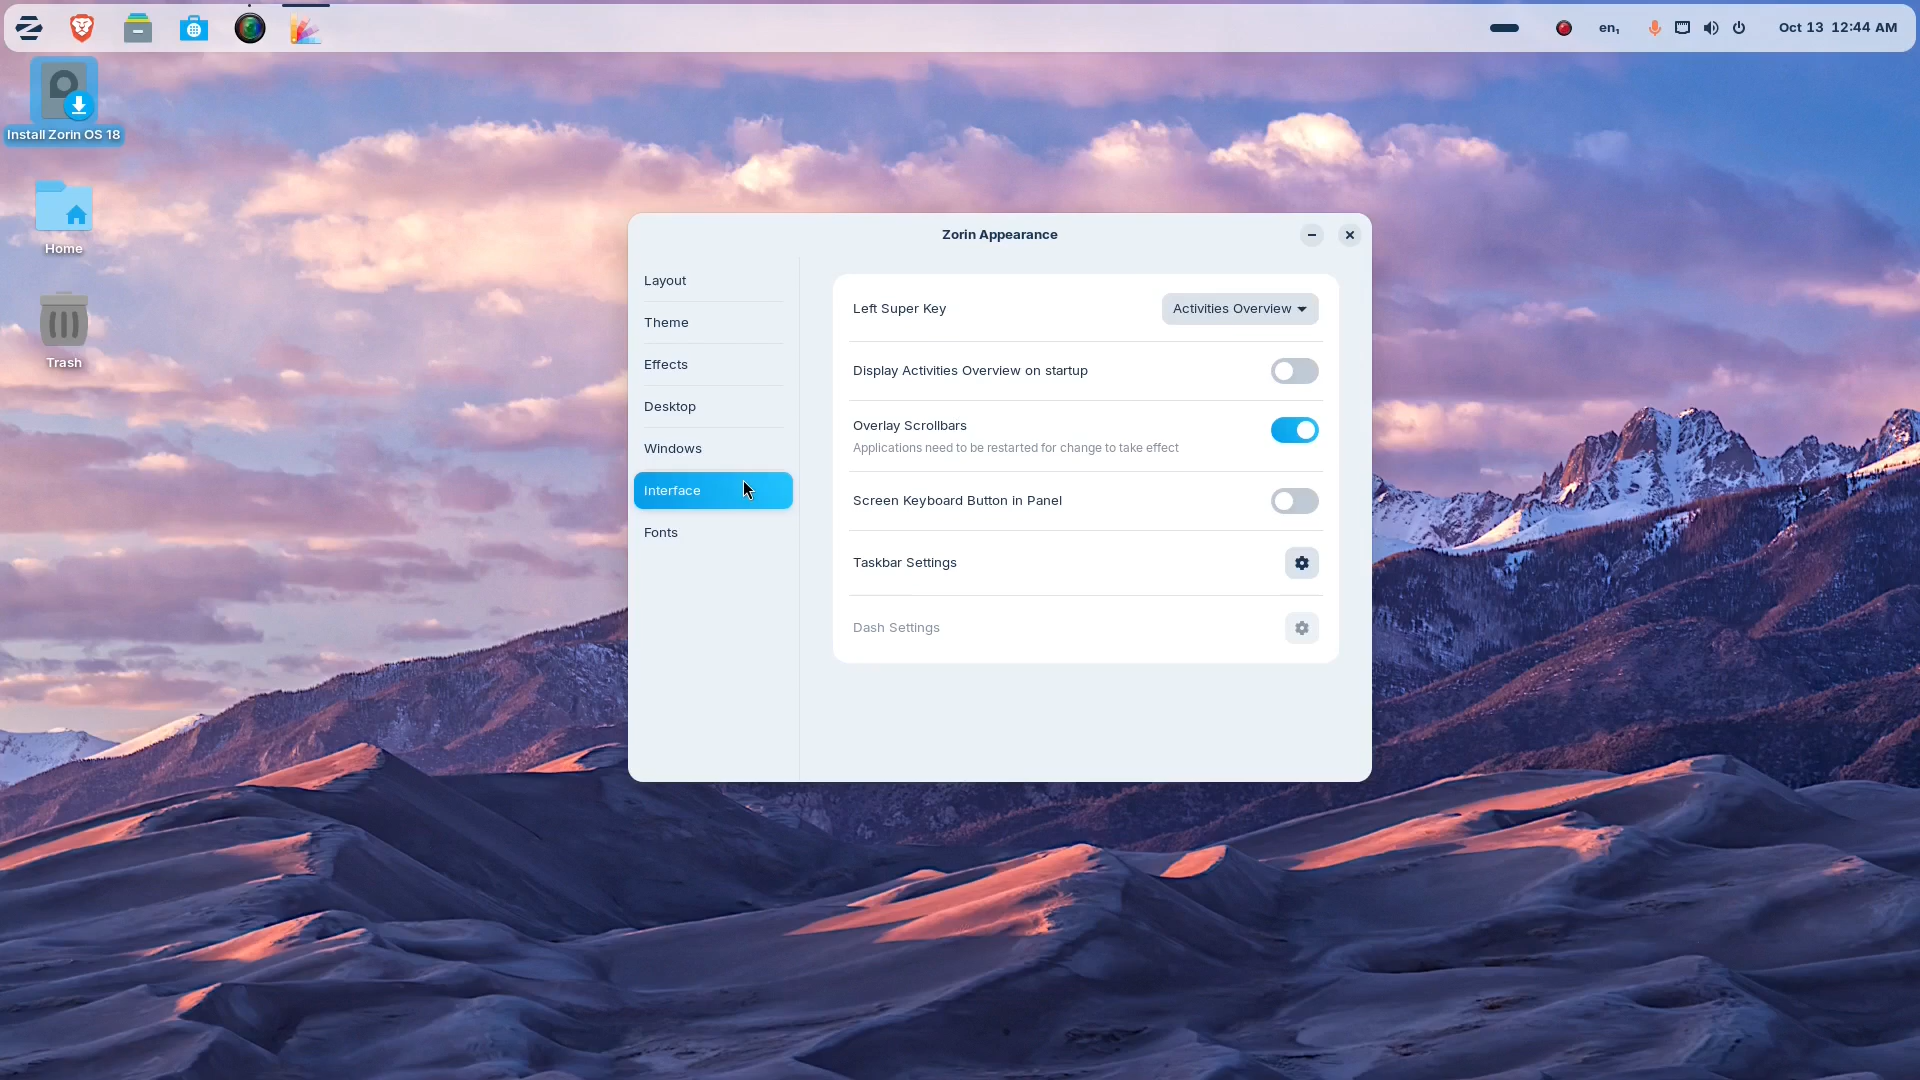 en₁
Oct 13 12:44 AM
Install Zorin OS 18
Home
Trash
Zorin Appearance
Layout
Theme
Effects
Desktop
Windows
Interface
Fonts
Left Super Key
Activities Overview
Display Activities Overview on startup
Overlay Scrollbars
Applications need to be restarted for change to take effect
Screen Keyboard Button in Panel
Taskbar Settings
Dash Settings